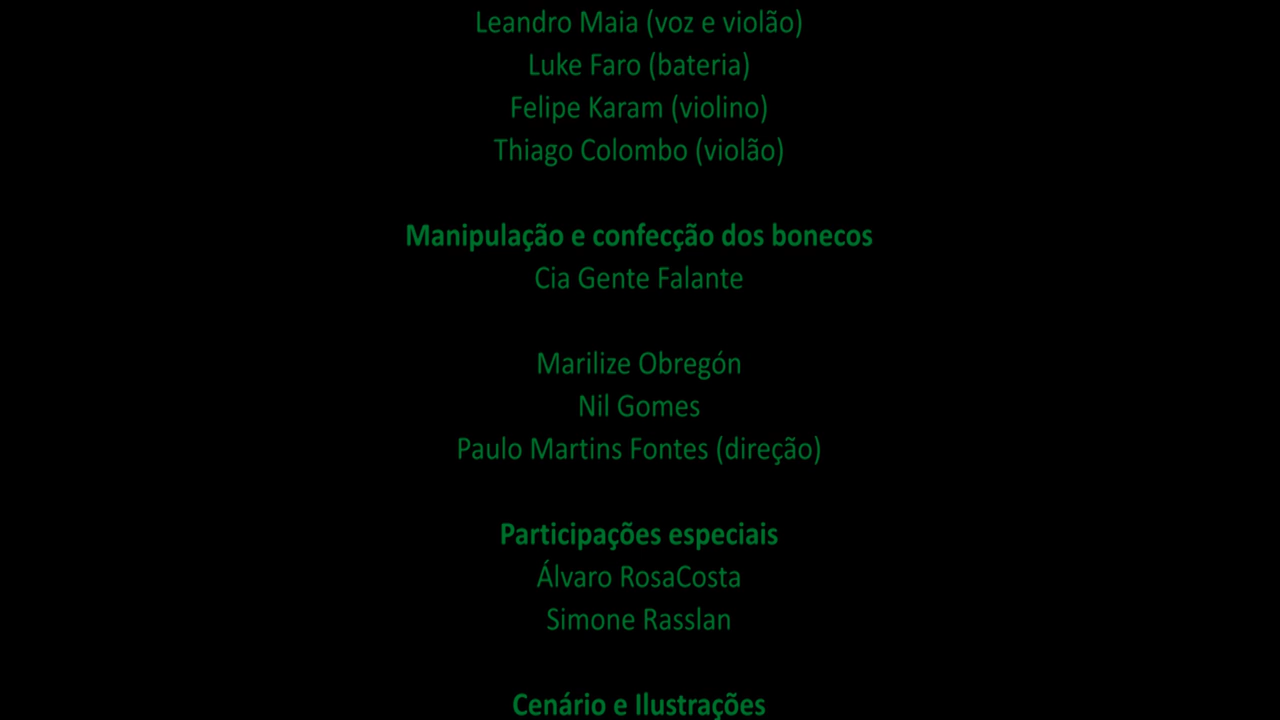 Leandro Maia (voz e violão)
Luke Faro (bateria)
Felipe Karam (violino)
Thiago Colombo (violão)
Manipulação e confecção dos bonecos
Cia Gente Falante
Marilize Obregón
Nil Gomes
Paulo Martins Fontes (direção)
Participações especiais
Álvaro RosaCosta
Simone Rasslan
Cenário e Ilustrações